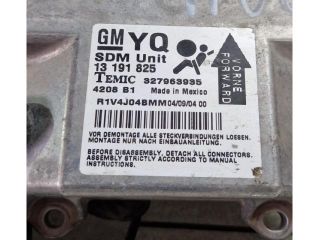 GM YQ
SDM Unit
13 191 825
TEMIC 327963935
4208 B1 Made in Mexico
R1V4J04BMM04/09/04 00
VORNE
FORWARD
VOR DEMONTAGE ALLE STECKVERBINDUNGEN LOSEN.
MONTAGE NUR NACH EINBAUANLEITUNG.
BEFORE DISASSEMBLY, DETACH ALL CONNECTORS.
ASSEMBLY STRICTLY ACCORDING TO MANUAL
INSTRUCTIONS.